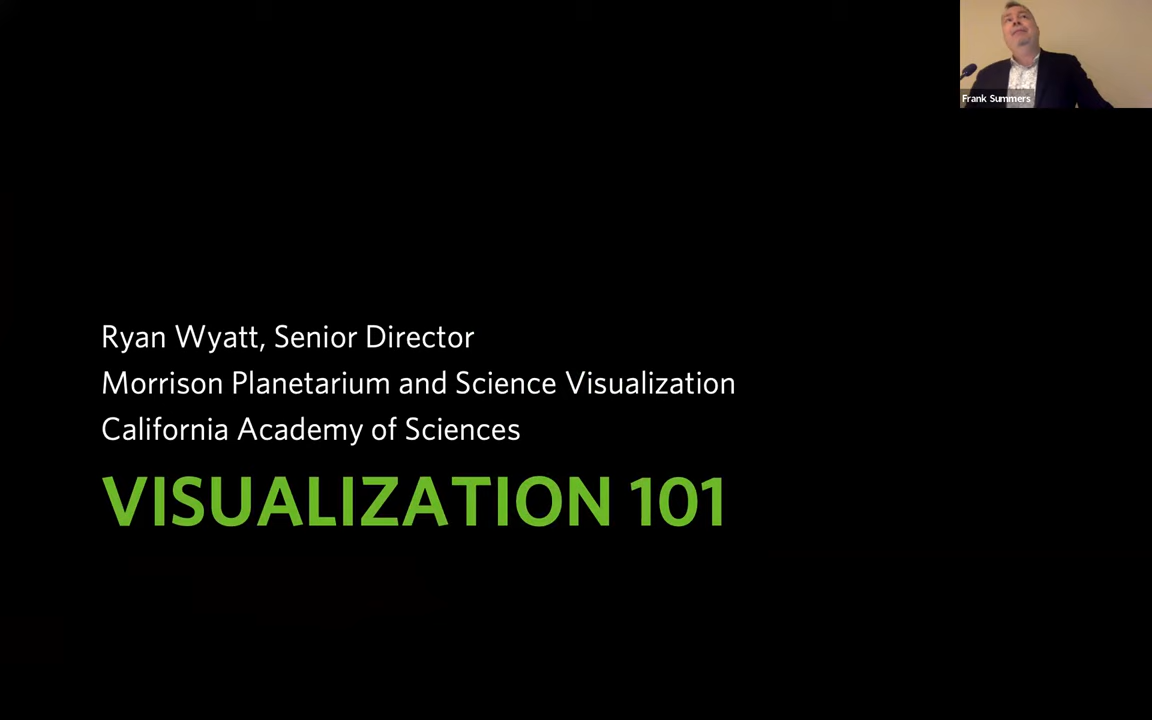 Frank Summers
Ryan Wyatt, Senior Director
Morrison Planetarium and Science Visualization
California Academy of Sciences
VISUALIZATION 101